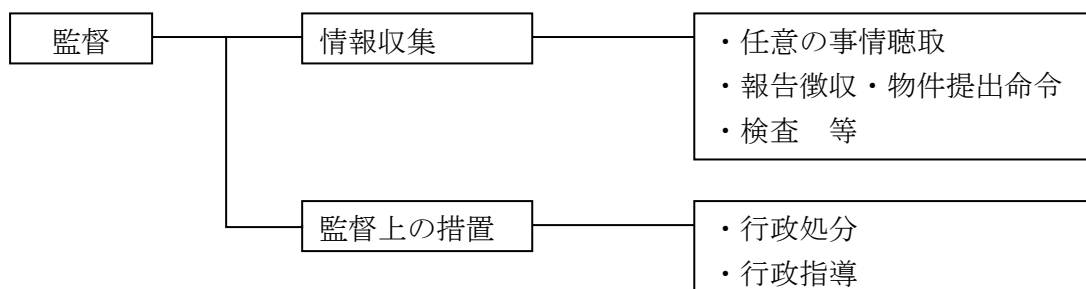 監督
情報収集
・任意の事情聴取
・報告徴収・物件提出命令
・検査　等
監督上の措置
・行政処分
・行政指導